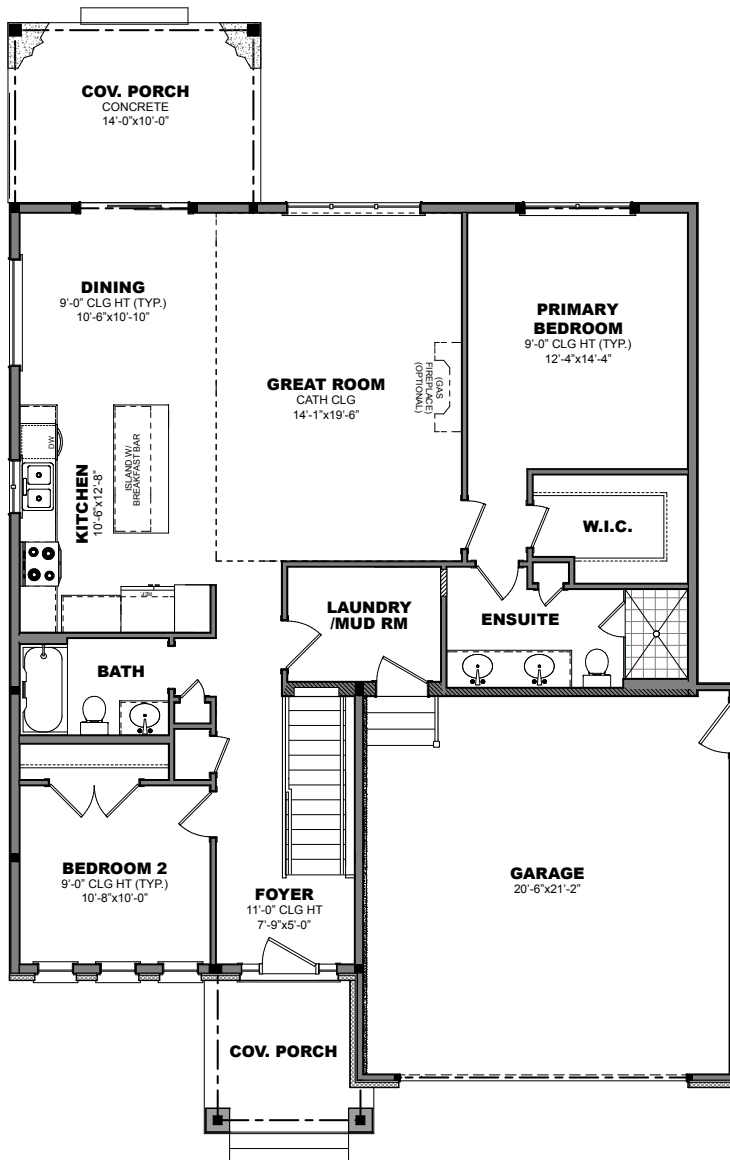 COV. PORCH
CONCRETE
14'-0"x10'-0"
DINING
9'-0" CLG HT (TYP.)
10'-6"x10'-10"
PRIMARY
BEDROOM
9'-0" CLG HT (TYP.)
12'-4"x14'-4"
GREAT ROOM
CATH CLG
14'-1"x19'-6"
(GAS
FIREPLACE)
(OPTIONAL)
DW
ISLAND W/
BREAKFAST BAR
KITCHEN
10'-6"x12'-8"
W.I.C.
LAUNDRY
/MUD RM
ENSUITE
BATH
BEDROOM 2
9'-0" CLG HT (TYP.)
10'-8"x10'-0"
FOYER
11'-0" CLG HT
7'-9"x5'-0"
GARAGE
20'-6"x21'-2"
COV. PORCH